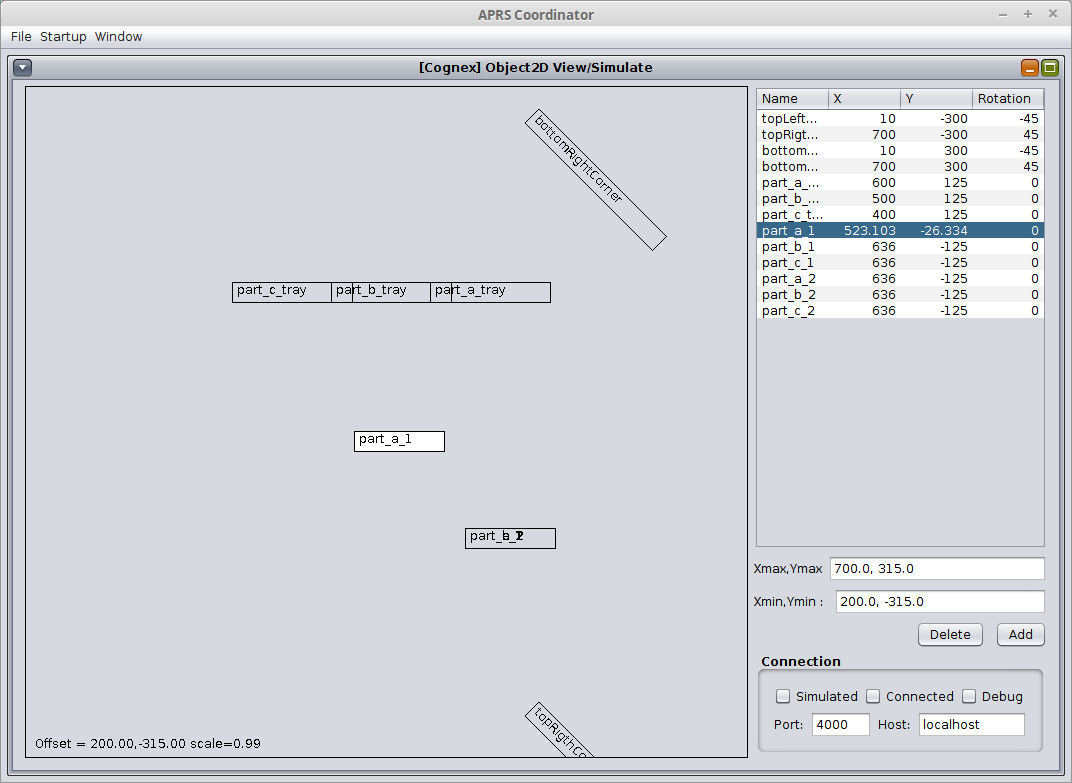 APRS Coordinator
File Startup Window
[Cognex] Object2D View/Simulate
bottomRightCorner
part_c_tray part_b_tray part_a_tray
part_a_1
part_b_
topRigthCo
Offset = 200.00,-315.00 scale=0.99
Name X Y Rotation
topLeft... 10 -300 -45
topRigt... 700 -300 45
bottom... 10 300 -45
bottom... 700 300 45
part_a_... 600 125 0
part_b_... 500 125 0
part_c_t... 400 125 0
part_a_1 523.103 -26.334 0
part_b_1 636 -125 0
part_c_1 636 -125 0
part_a_2 636 -125 0
part_b_2 636 -125 0
part_c_2 636 -125 0
Xmax,Ymax 700.0, 315.0
Xmin,Ymin : 200.0, -315.0
Delete Add
Connection
Simulated Connected Debug
Port: 4000 Host: localhost